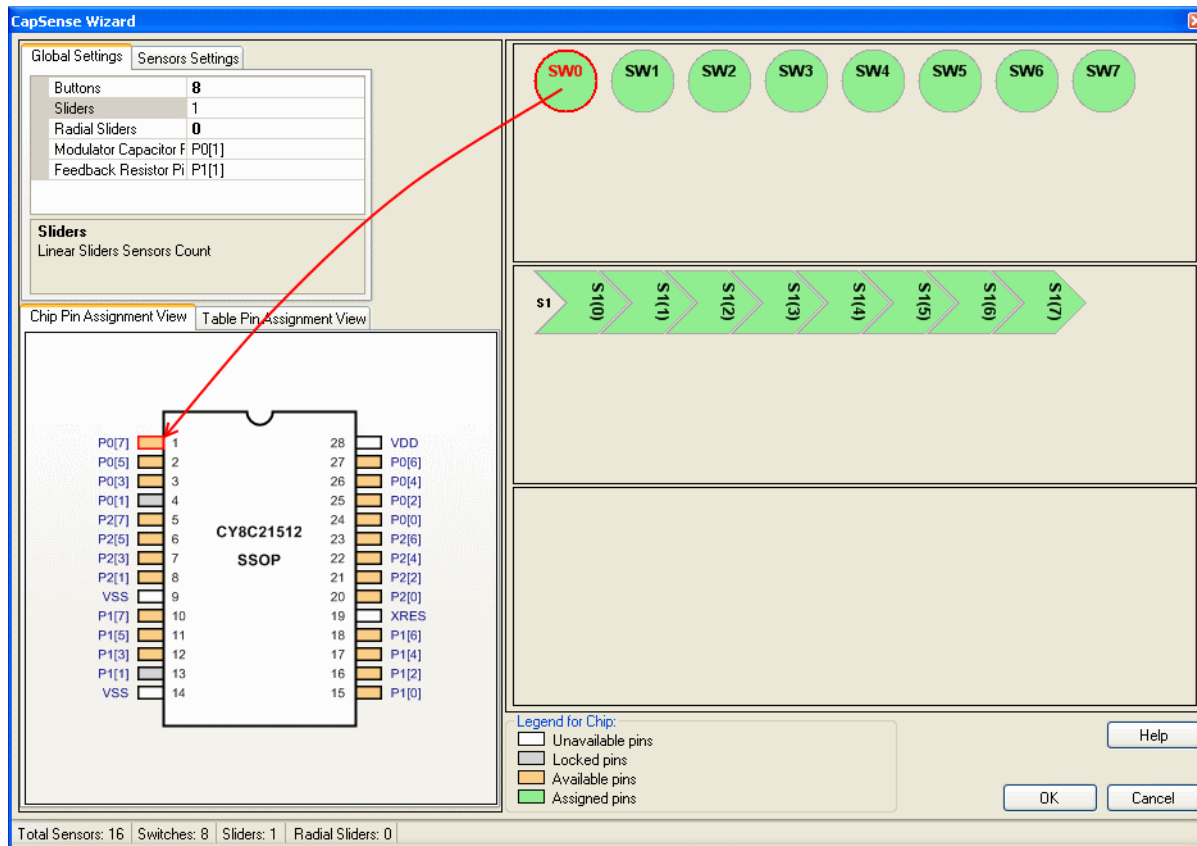 CapSense Wizard
Global Settings Sensors Settings
Buttons 8
Sliders 1
Radial Sliders 0
Modulator Capacitor P P0[1]
Feedback Resistor Pi P1[1]
Sliders
Linear Sliders Sensors Count
SW0 SW1 SW2 SW3 SW4 SW5 SW6 SW7
S1 S1(0) S1(1) S1(2) S1(3) S1(4) S1(5) S1(6) S1(7)
Chip Pin Assignment View Table Pin Assignment View
P0[7] 1 28 VDD
P0[5] 2 27 P0[6]
P0[3] 3 26 P0[4]
P0[1] 4 25 P0[2]
P2[7] 5 24 P0[0]
P2[5] 6 23 P2[6]
P2[3] 7 22 P2[4]
P2[1] 8 21 P2[2]
VSS 9 20 P2[0]
P1[7] 10 19 XRES
P1[5] 11 18 P1[6]
P1[3] 12 17 P1[4]
P1[1] 13 16 P1[2]
VSS 14 15 P1[0]
CY8C21512
SSOP
Legend for Chip:
Unavailable pins
Locked pins
Available pins
Assigned pins
Help
OK Cancel
Total Sensors: 16 Switches: 8 Sliders: 1 Radial Sliders: 0